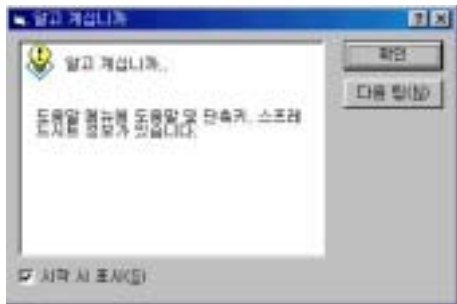 알고 계십니까
알고 계십니까..
도움말 메뉴에 도움말 및 단축키, 스프레
드시트 정보가 있습니다.
확인
다음 팁(N)
시작 시 표시(S)